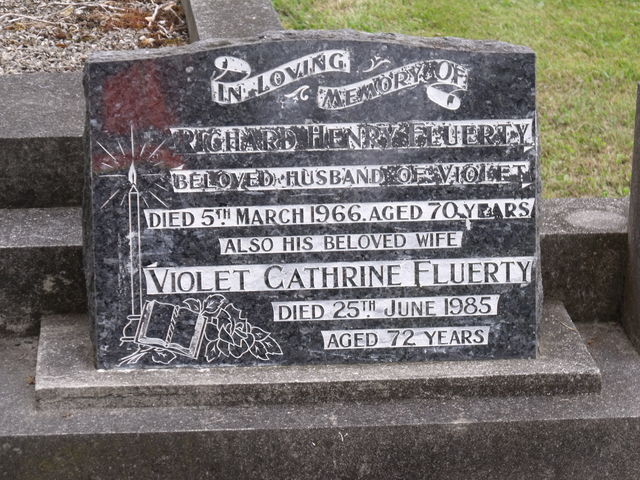 IN LOVING
MEMORY OF
RICHARD HENRY FLUERTY
BELOVED HUSBAND OF VIOLET
DIED 5TH MARCH 1966. AGED 70 YEARS
ALSO HIS BELOVED WIFE
VIOLET CATHRINE FLUERTY
DIED 25TH JUNE 1985
AGED 72 YEARS